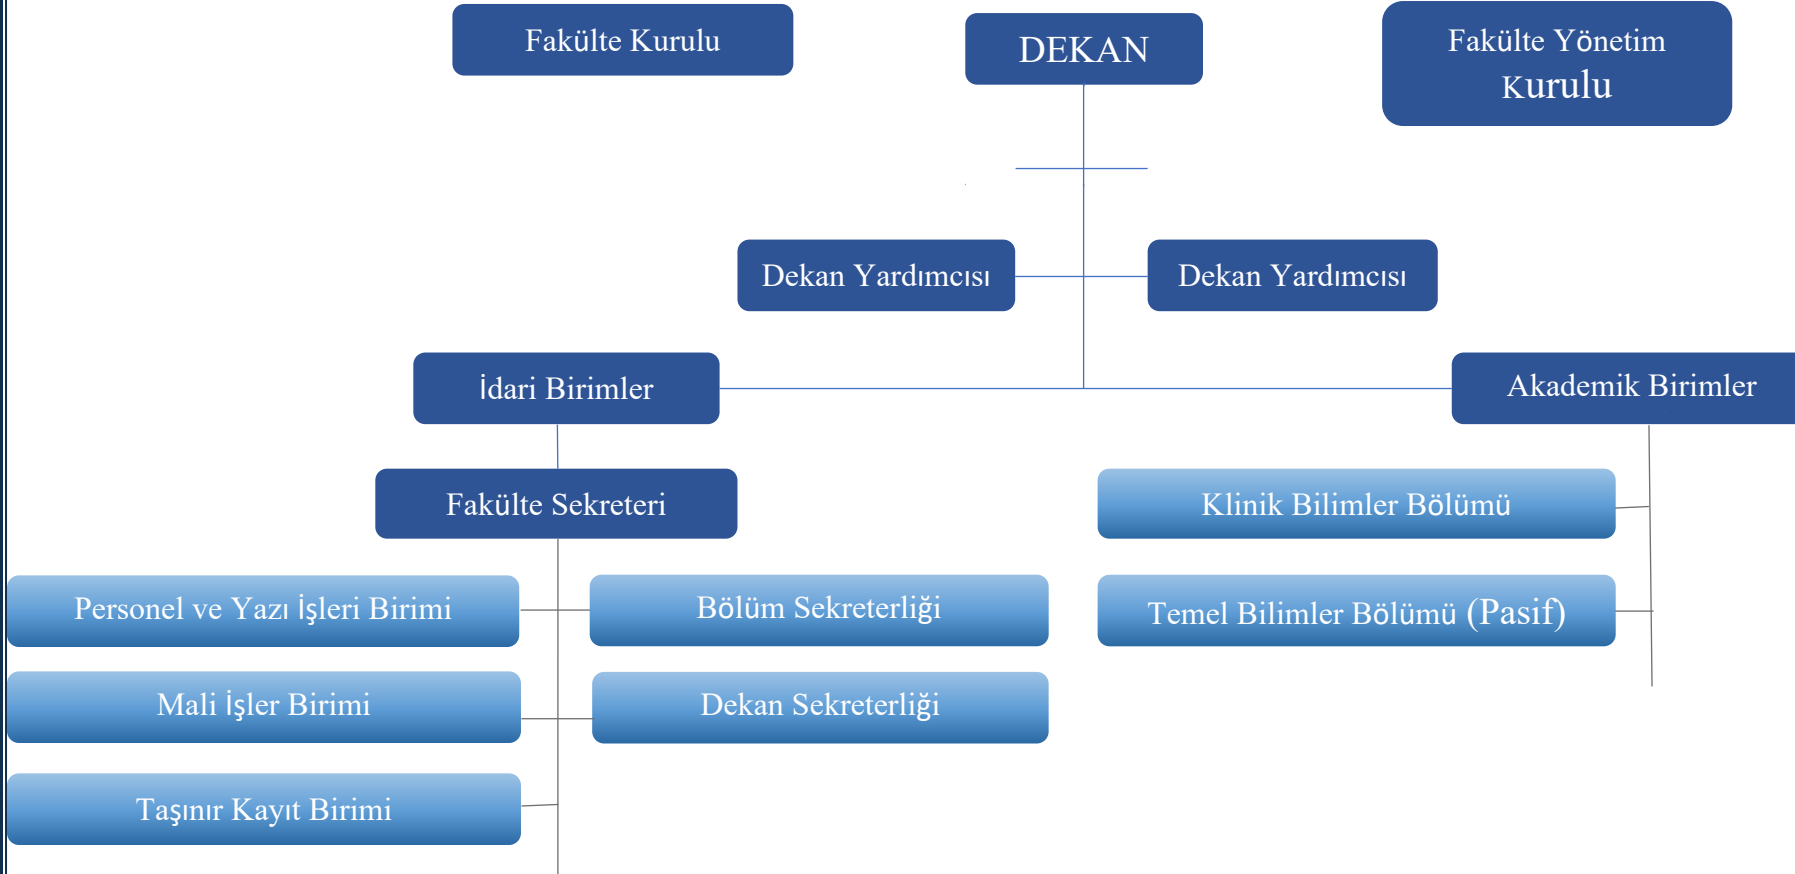 Fakülte Kurulu
DEKAN
Fakülte Yönetim
Kurulu
Dekan Yardımcısı
Dekan Yardımcısı
İdari Birimler
Akademik Birimler
Fakülte Sekreteri
Klinik Bilimler Bölümü
Personel ve Yazı İşleri Birimi
Bölüm Sekreterliği
Temel Bilimler Bölümü (Pasif)
Mali İşler Birimi
Dekan Sekreterliği
Taşınır Kayıt Birimi